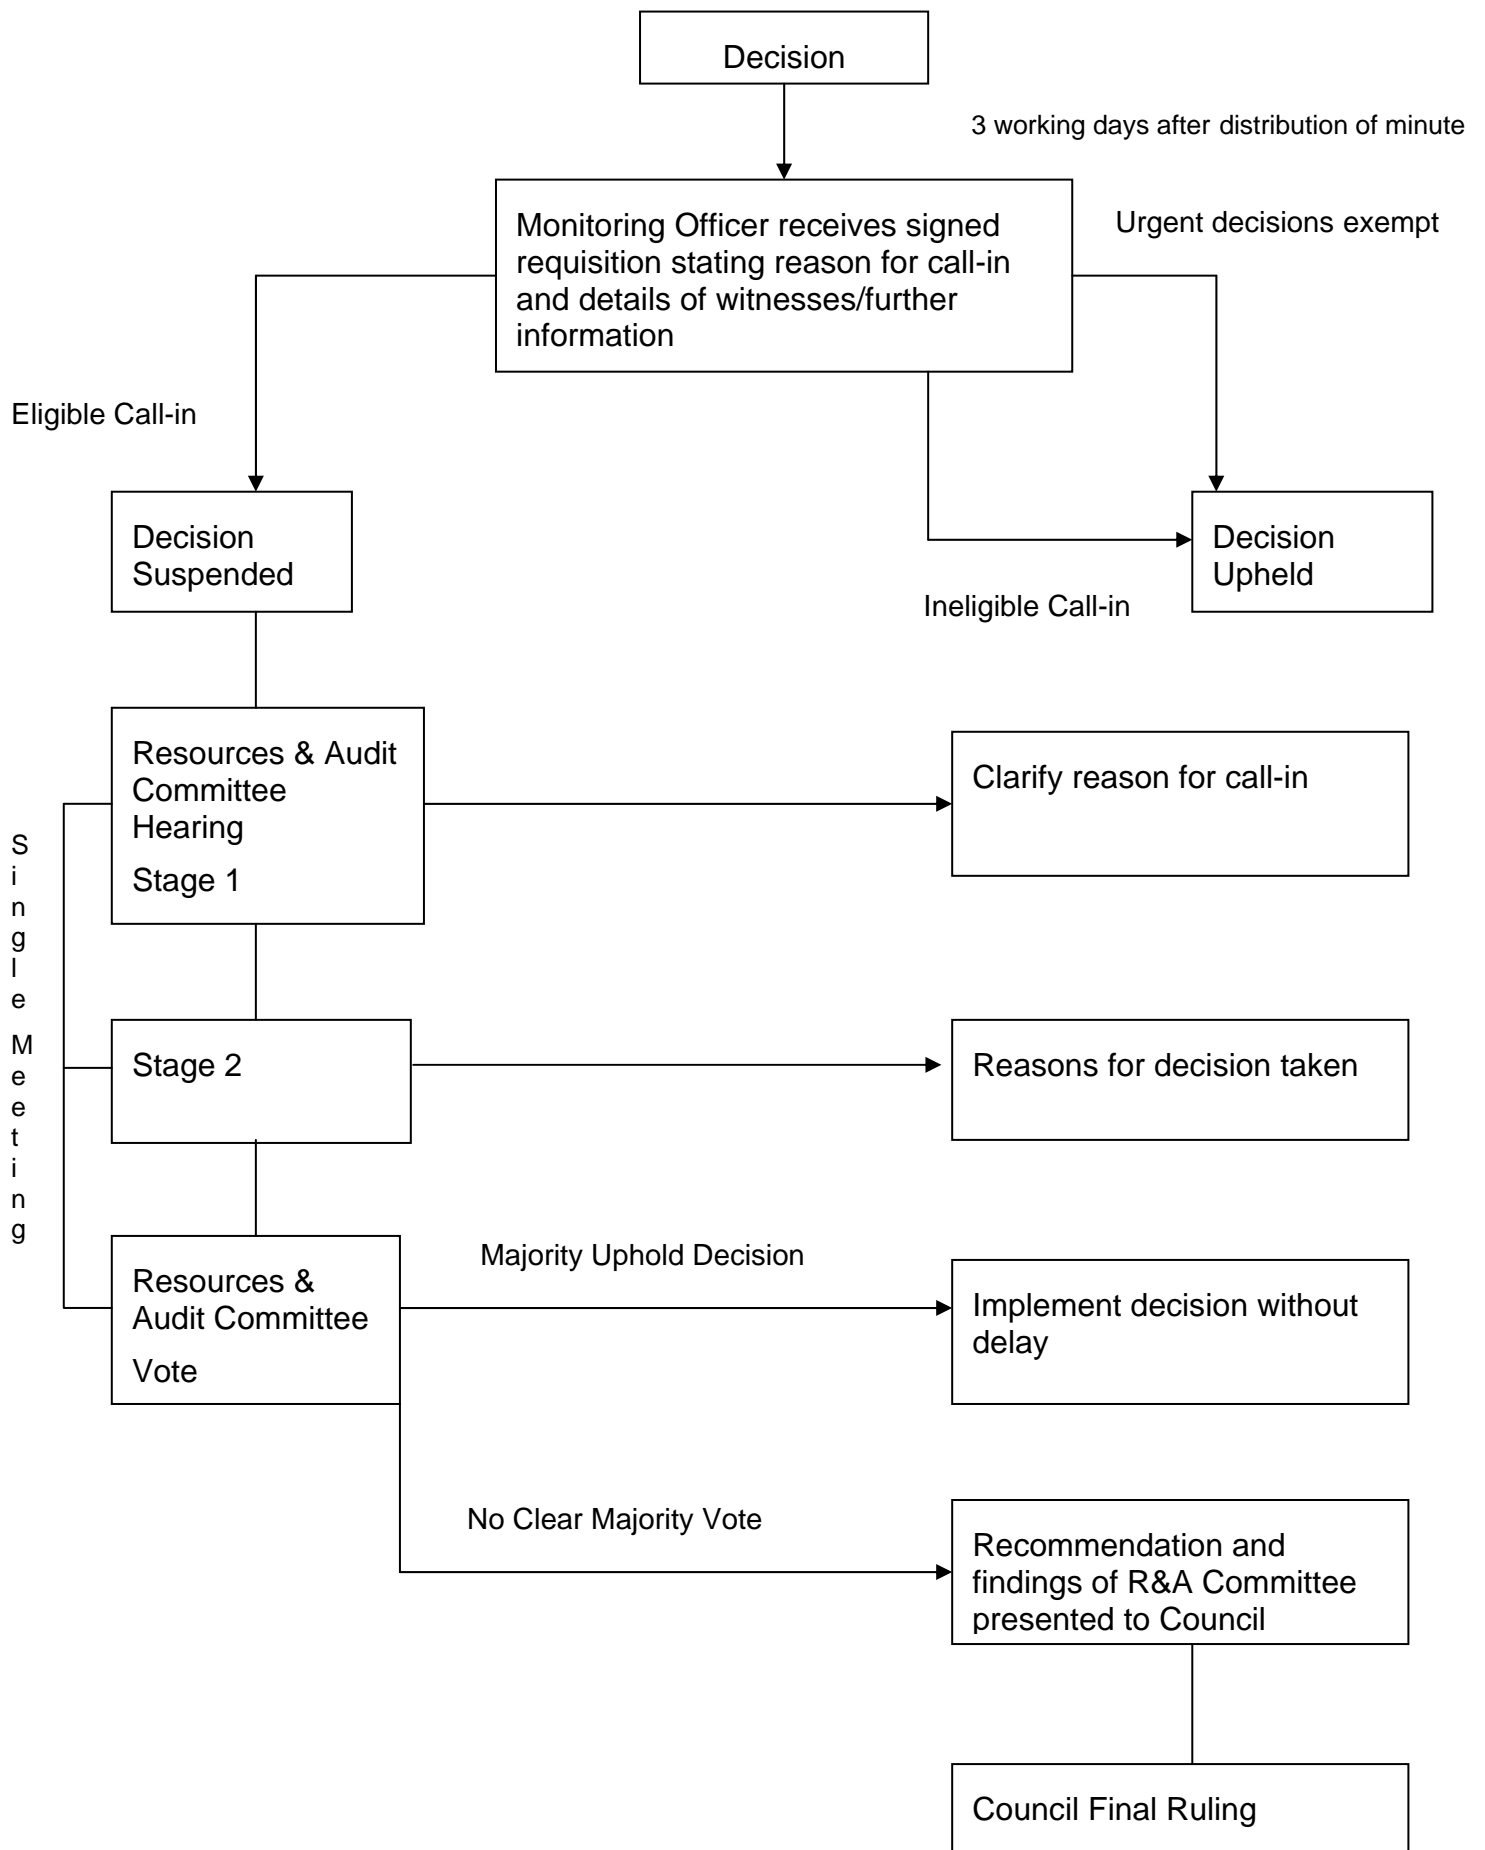 Decision
3 working days after distribution of minute
Monitoring Officer receives signed
requisition stating reason for call-in
and details of witnesses/further
information
Urgent decisions exempt
Eligible Call-in
Decision
Suspended
Decision
Upheld
Ineligible Call-in
Resources & Audit
Committee
Hearing
Stage 1
Clarify reason for call-in
Single Meeting
Stage 2
Reasons for decision taken
Resources &
Audit Committee
Vote
Majority Uphold Decision
Implement decision without
delay
No Clear Majority Vote
Recommendation and
findings of R&A Committee
presented to Council
Council Final Ruling